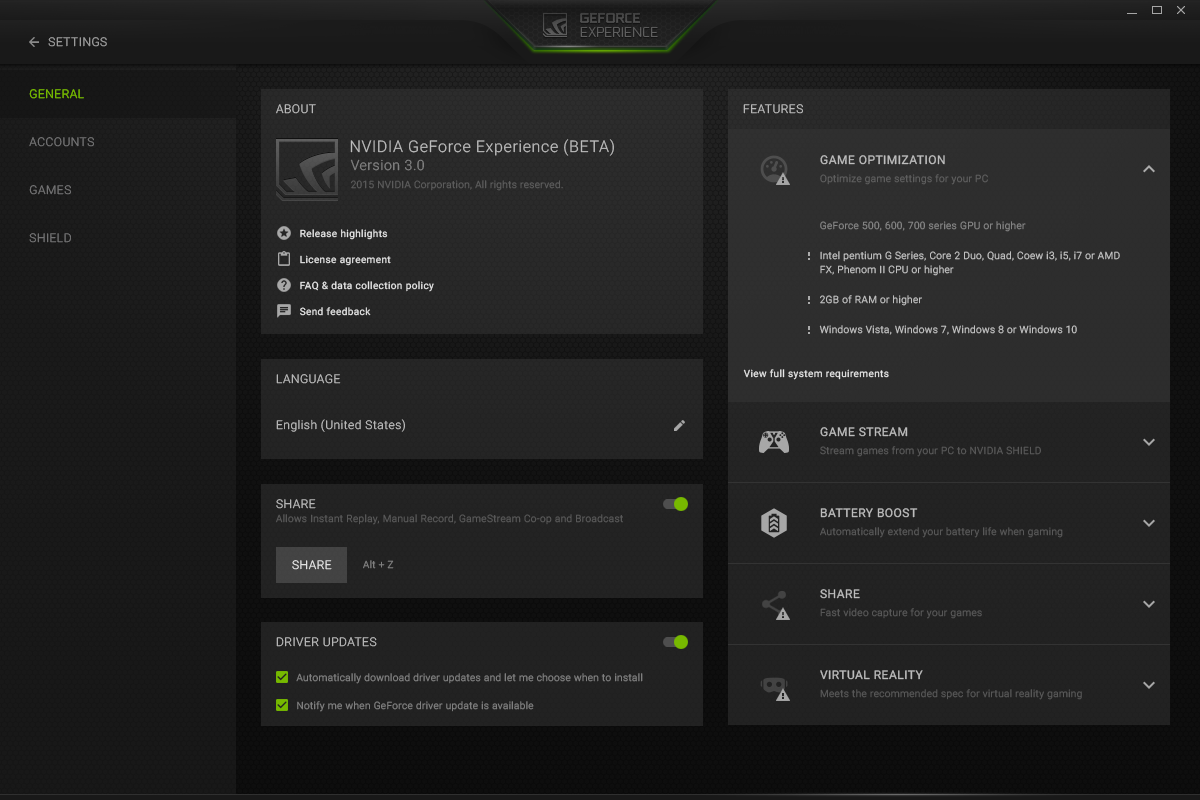 GEFORCE
EXPERIENCE
SETTINGS
GENERAL
ACCOUNTS
GAMES
SHIELD
ABOUT
NVIDIA GeForce Experience (BETA)
Version 3.0
2015 NVIDIA Corporation, All rights reserved.
Release highlights
License agreement
FAQ & data collection policy
Send feedback
LANGUAGE
English (United States)
SHARE
Allows Instant Replay, Manual Record, GameStream Co-op and Broadcast
SHARE
Alt + Z
DRIVER UPDATES
Automatically download driver updates and let me choose when to install
Notify me when GeForce driver update is available
FEATURES
GAME OPTIMIZATION
Optimize game settings for your PC
GeForce 500, 600, 700 series GPU or higher
! Intel pentium G Series, Core 2 Duo, Quad, Coew i3, i5, i7 or AMD
FX, Phenom II CPU or higher
! 2GB of RAM or higher
! Windows Vista, Windows 7, Windows 8 or Windows 10
View full system requirements
GAME STREAM
Stream games from your PC to NVIDIA SHIELD
BATTERY BOOST
Automatically extend your battery life when gaming
SHARE
Fast video capture for your games
VIRTUAL REALITY
Meets the recommended spec for virtual reality gaming